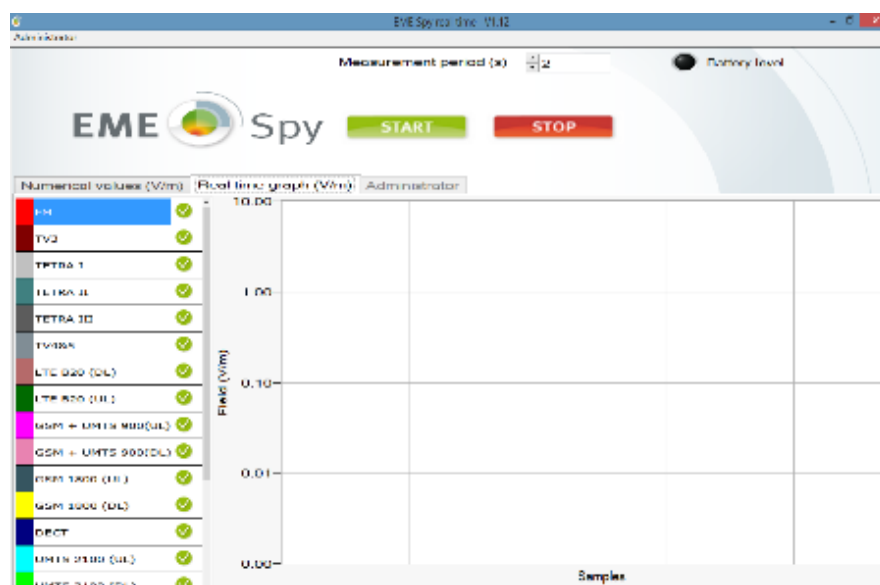 EME Spy real time V1.12
Administrator
Measurement period (s) 2 Battery level
EME Spy START STOP
Numerical values (V/m) Real time graph (V/m) Administrator
FM
TV3
TETRA I
TETRA II
TETRA III
TV4&5
LTE 820 (DL)
LTE 820 (UL)
GSM + UMTS 900(UL)
GSM + UMTS 900(DL)
GSM 1800 (UL)
GSM 1800 (DL)
DECT
UMTS 2100 (UL)
UMTS 2100 (DL)
10.00
1.00
0.10
0.01
0.00
Field (V/m)
Samples